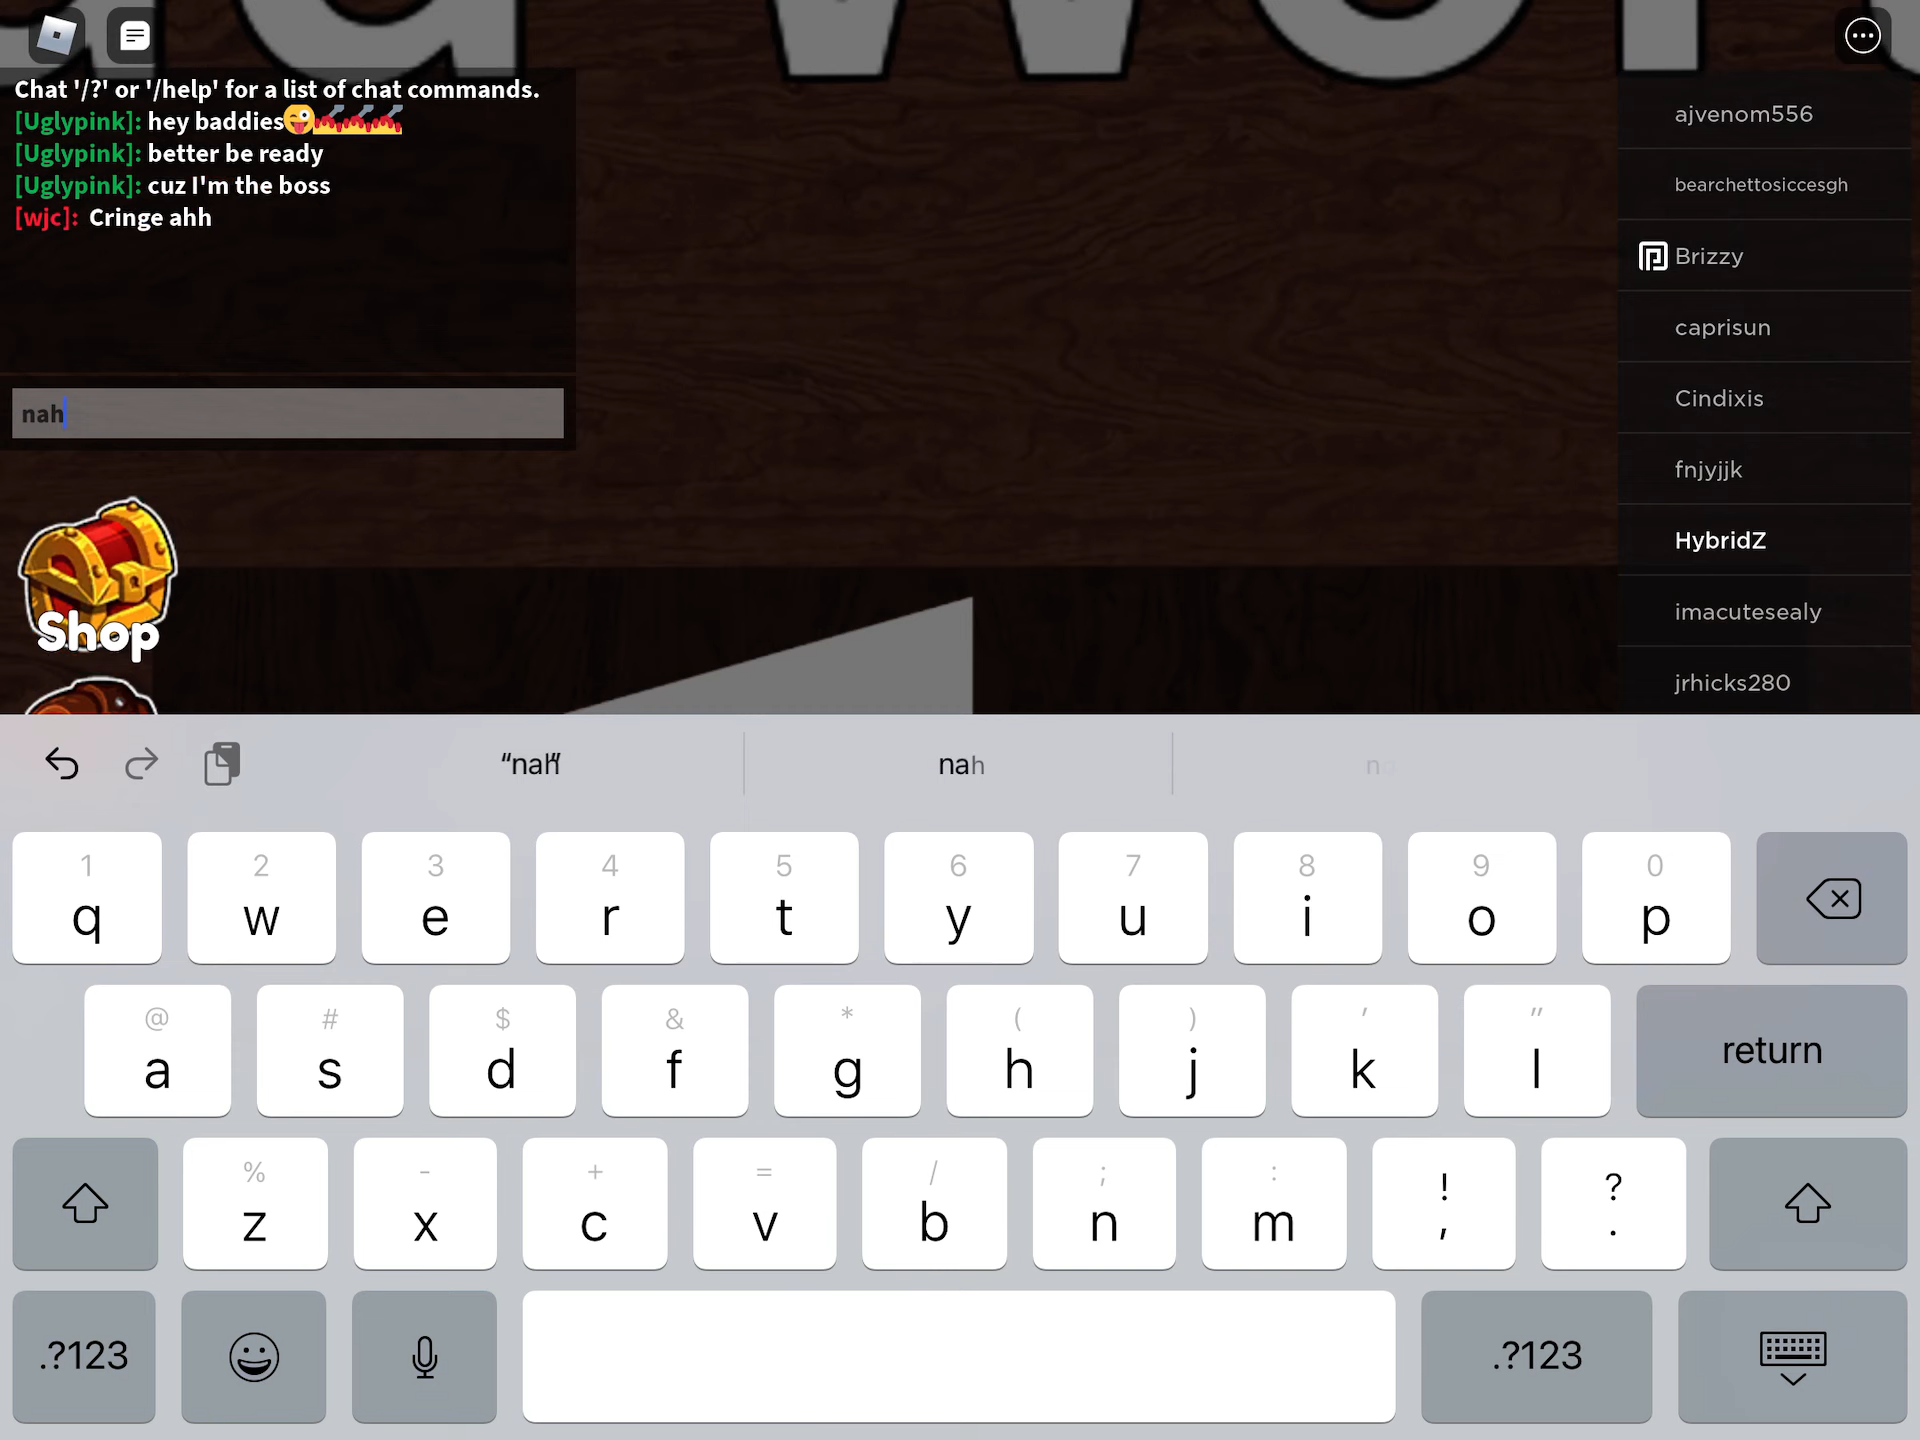 Chat '/?' or '/help' for a list of chat commands.
[Uglypink]: hey baddies😜💅💅💅
[Uglypink]: better be ready
[Uglypink]: cuz I'm the boss
[wjc]: Cringe ahh
nah
Shop
ajvenom556
bearchettosiccesgh
Brizzy
caprisun
Cindixis
fnjyjjk
HybridZ
imacutesealy
jrhicks280
“nah” nah
1 2 3 4 5 6 7 8 9 0
q w e r t y u i o p
@ # $ & * ( ) ' "
a s d f g h j k l return
% - + = / ; : ! ?
z x c v b n m , .
.?123 .?123